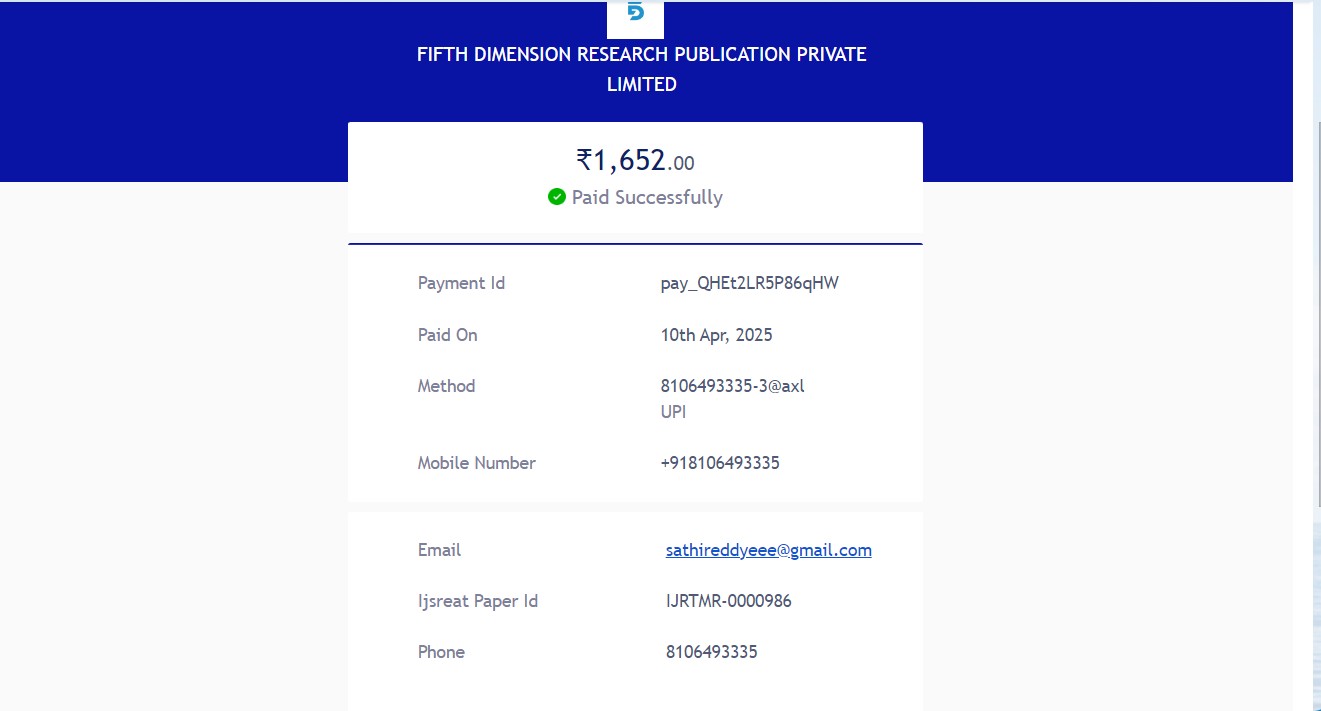 FIFTH DIMENSION RESEARCH PUBLICATION PRIVATE
LIMITED
₹1,652.00
Paid Successfully
Payment Id pay_QHEt2LR5P86qHW
Paid On 10th Apr, 2025
Method 8106493335-3@axl
UPI
Mobile Number +918106493335
Email sathireddyeee@gmail.com
Ijsreat Paper Id IJRTMR-0000986
Phone 8106493335